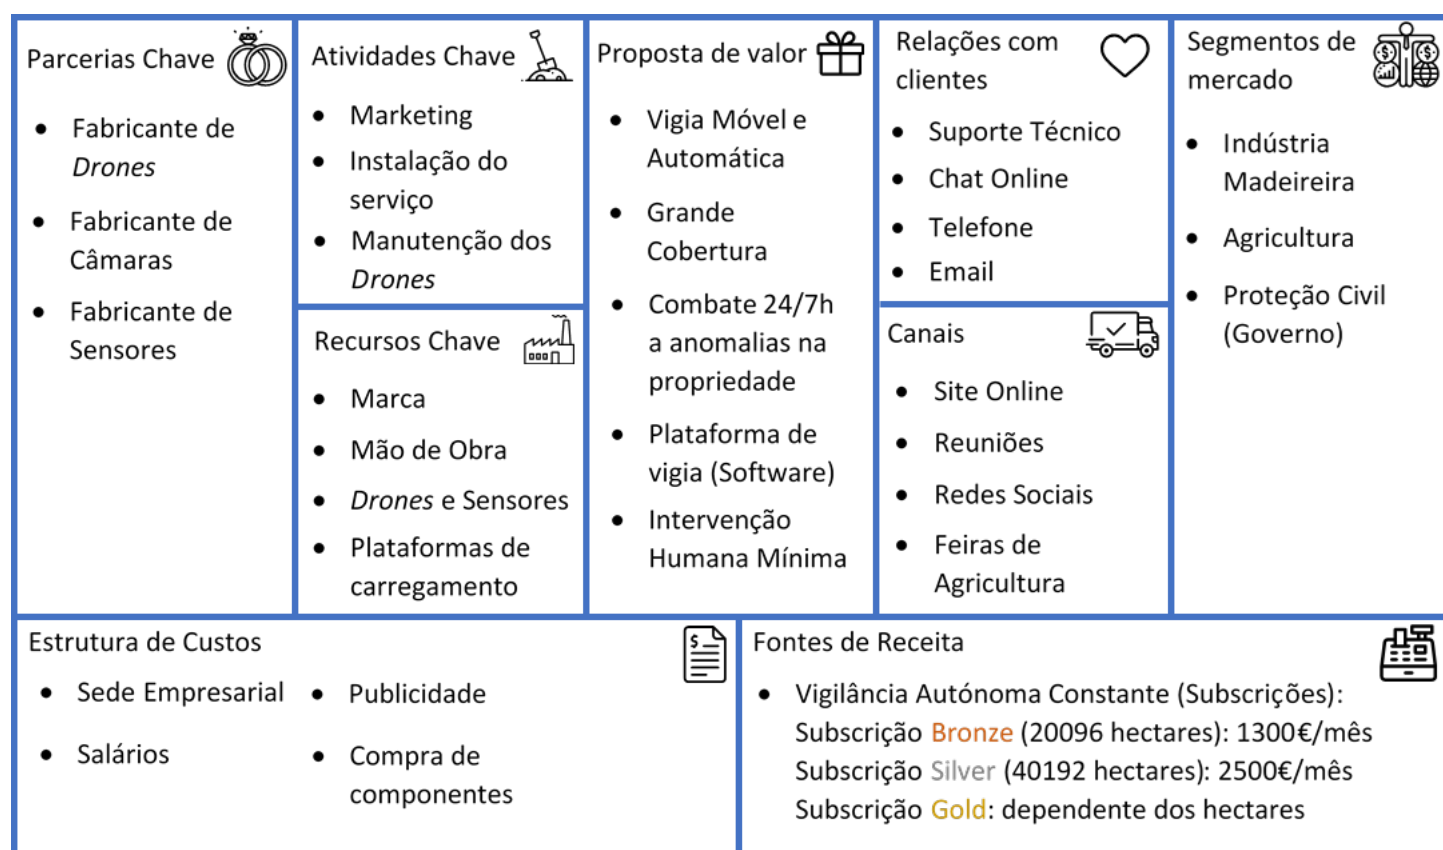 Parcerias Chave
• Fabricante de
Drones
• Fabricante de
Câmaras
• Fabricante de
Sensores
Atividades Chave
• Marketing
• Instalação do
serviço
• Manutenção dos
Drones
Recursos Chave
• Marca
• Mão de Obra
• Drones e Sensores
• Plataformas de
carregamento
Proposta de valor
• Vigia Móvel e
Automática
• Grande
Cobertura
• Combate 24/7h
a anomalias na
propriedade
• Plataforma de
vigia (Software)
• Intervenção
Humana Mínima
Relações com
clientes
• Suporte Técnico
• Chat Online
• Telefone
• Email
Canais
• Site Online
• Reuniões
• Redes Sociais
• Feiras de
Agricultura
Segmentos de
mercado
• Indústria
Madeireira
• Agricultura
• Proteção Civil
(Governo)
Estrutura de Custos
• Sede Empresarial
• Salários
• Publicidade
• Compra de
componentes
Fontes de Receita
• Vigilância Autónoma Constante (Subscrições):
Subscrição Bronze (20096 hectares): 1300€/mês
Subscrição Silver (40192 hectares): 2500€/mês
Subscrição Gold: dependente dos hectares